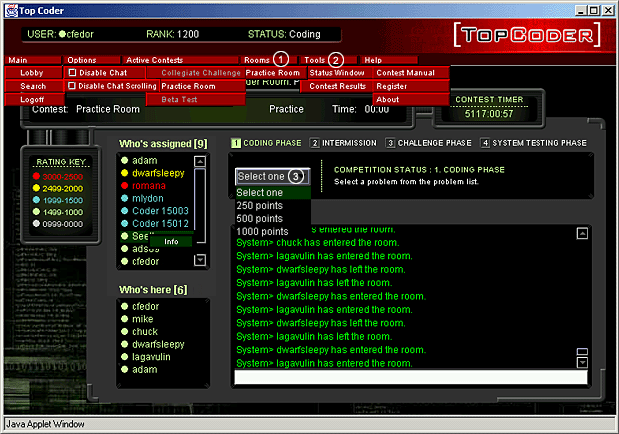 Top Coder
USER: cfedor RANK: 1200 STATUS: Coding
[TOPCODER]
Main Options Active Contests Rooms 1 Tools 2 Help
Lobby Disable Chat Collegiate Challenge Practice Room Status Window Contest Manual
Search Disable Chat Scrolling Practice Room Contest Results Register
Logoff Beta Test About
der Room: P
Contest: Practice Room Practice Time: 00:00
CONTEST TIMER
5117:00:57
Who's assigned [9]
1 CODING PHASE 2 INTERMISSION 3 CHALLENGE PHASE 4 SYSTEM TESTING PHASE
RATING KEY
3000-2500
2499-2000
1999-1500
1499-1000
0999-0000
adam
dwarfsleepy
romana
mlydon
Coder 15003
Coder 15012
Info
ads69
cfedor
Select one 3
Select one
250 points
500 points
1000 points
COMPETITION STATUS : 1. CODING PHASE
Select a problem from the problem list.
s entered the room.
System> chuck has entered the room.
System> lagavulin has entered the room.
System> dwarfsleepy has left the room.
System> lagavulin has left the room.
System> dwarfsleepy has entered the room.
System> lagavulin has entered the room.
System> dwarfsleepy has left the room.
System> lagavulin has left the room.
System> dwarfsleepy has entered the room.
System> lagavulin has entered the room.
Who's here [6]
cfedor
mike
chuck
dwarfsleepy
lagavulin
adam
Java Applet Window